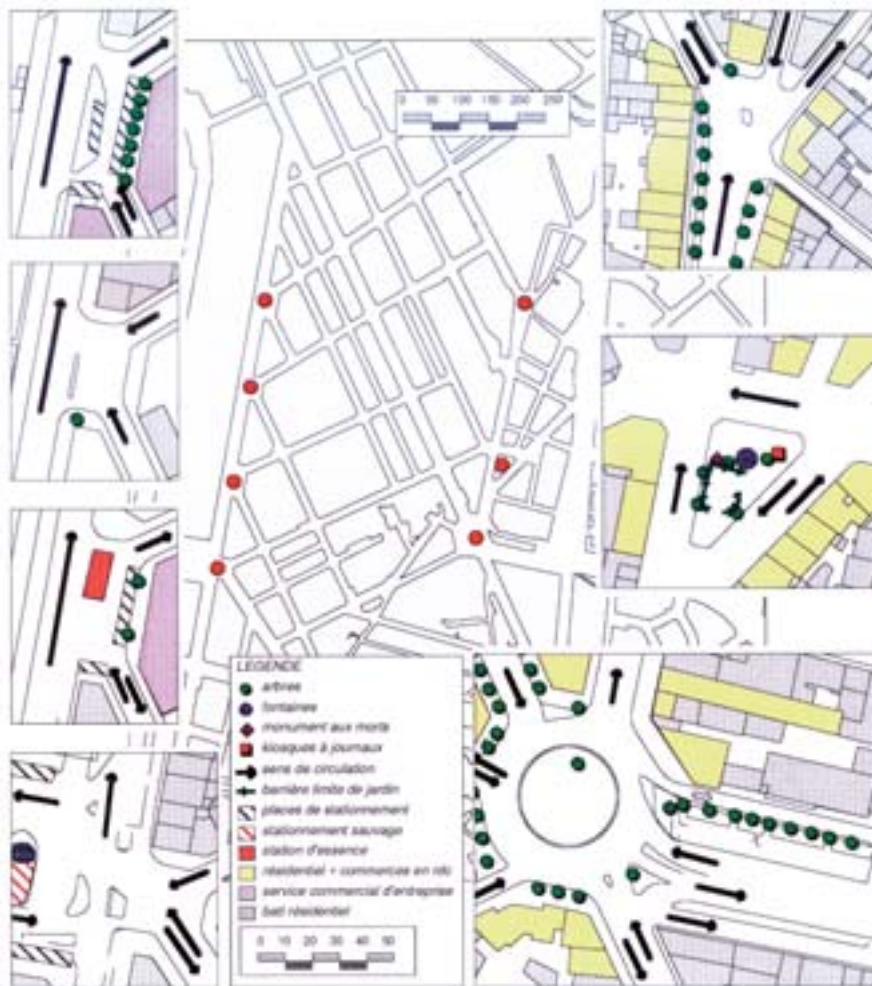 0 50 100 150 200 250
LEGENDE
arbres
fontaines
monument aux morts
kiosques à journaux
sens de circulation
barrière limite de jardin
places de stationnement
stationnement sauvage
station d'essence
résidentiel + commerces en rdc
service commercial d'entreprise
bati résidentiel
0 10 20 30 40 50